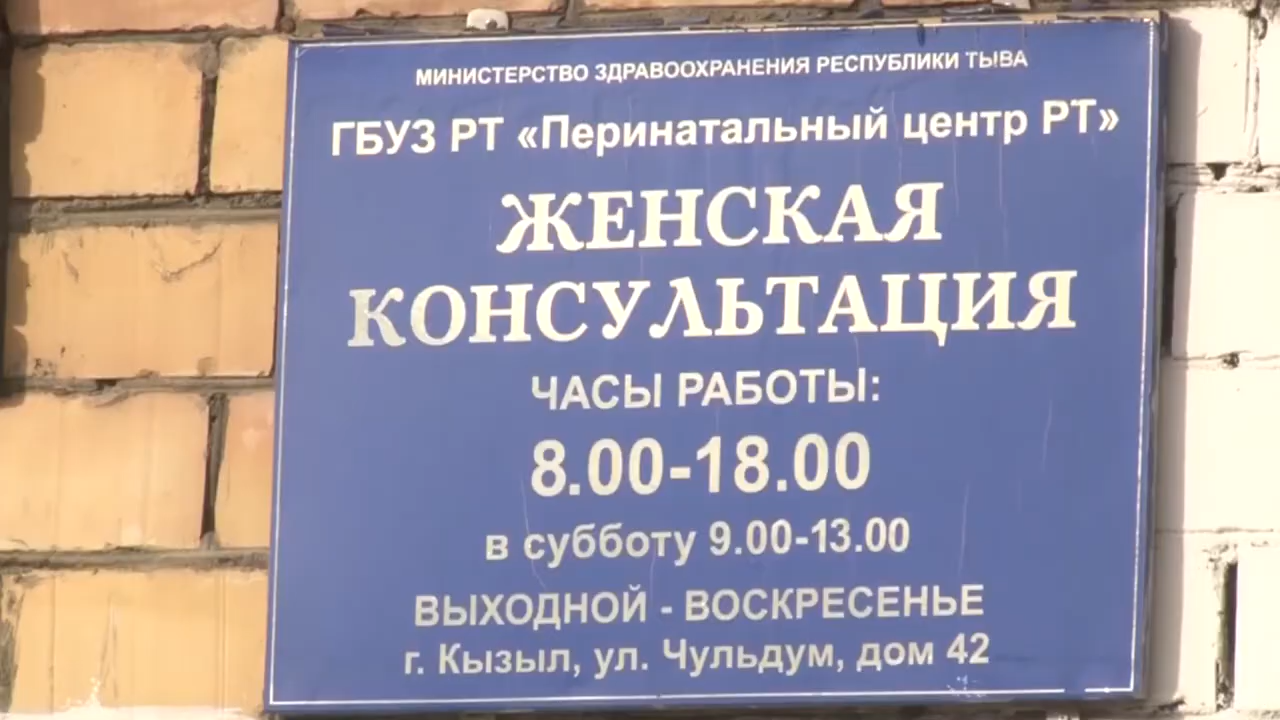 МИНИСТЕРСТВО ЗДРАВООХРАНЕНИЯ РЕСПУБЛИКИ ТЫВА
ГБУЗ РТ «Перинатальный центр РТ»
ЖЕНСКАЯ
КОНСУЛЬТАЦИЯ
ЧАСЫ РАБОТЫ:
8.00-18.00
в субботу 9.00-13.00
ВЫХОДНОЙ - ВОСКРЕСЕНЬЕ
г. Кызыл, ул. Чульдум, дом 42